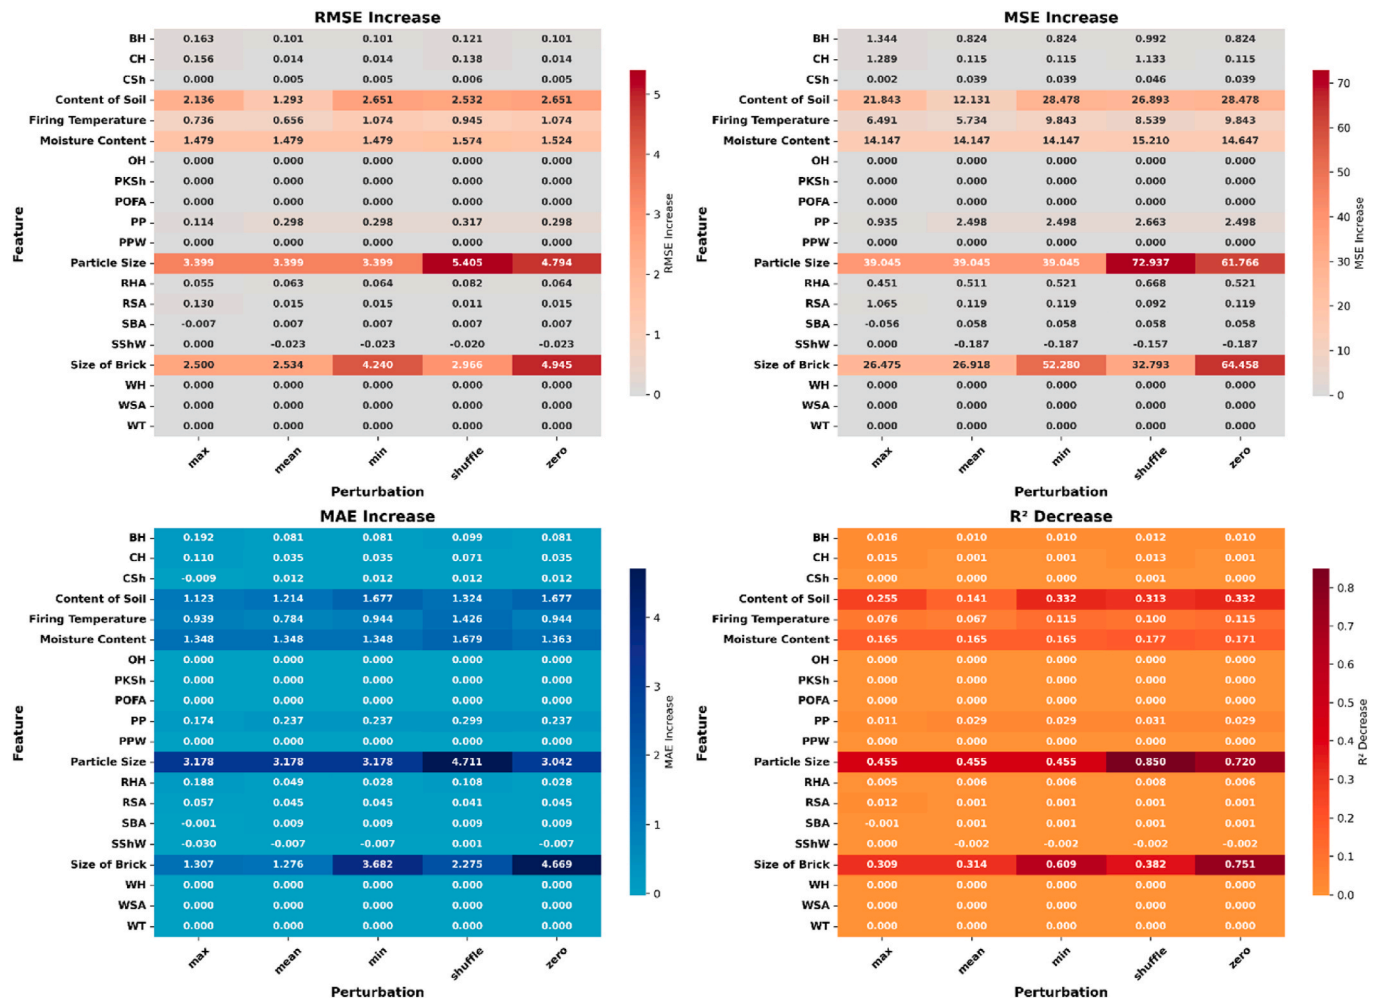 RMSE Increase
BH 0.163 0.101 0.101 0.121 0.101
CH 0.156 0.014 0.014 0.138 0.014
CSh 0.000 0.005 0.005 0.006 0.005
Content of Soil 2.136 1.293 2.651 2.532 2.651
Firing Temperature 0.736 0.656 1.074 0.945 1.074
Moisture Content 1.479 1.479 1.479 1.574 1.524
OH 0.000 0.000 0.000 0.000 0.000
PKSh 0.000 0.000 0.000 0.000 0.000
POFA 0.000 0.000 0.000 0.000 0.000
PP 0.114 0.298 0.298 0.317 0.298
PPW 0.000 0.000 0.000 0.000 0.000
Particle Size 3.399 3.399 3.399 5.405 4.794
RHA 0.055 0.063 0.064 0.082 0.064
RSA 0.130 0.015 0.015 0.011 0.015
SBA -0.007 0.007 0.007 0.007 0.007
SShW 0.000 -0.023 -0.023 -0.020 -0.023
Size of Brick 2.500 2.534 4.240 2.966 4.945
WH 0.000 0.000 0.000 0.000 0.000
WSA 0.000 0.000 0.000 0.000 0.000
WT 0.000 0.000 0.000 0.000 0.000
max mean min shuffle zero
Perturbation
Feature
5
4
3
2
1
0
RMSE Increase
MSE Increase
BH 1.344 0.824 0.824 0.992 0.824
CH 1.289 0.115 0.115 1.133 0.115
CSh 0.002 0.039 0.039 0.046 0.039
Content of Soil 21.843 12.131 28.478 26.893 28.478
Firing Temperature 6.491 5.734 9.843 8.539 9.843
Moisture Content 14.147 14.147 14.147 15.210 14.647
OH 0.000 0.000 0.000 0.000 0.000
PKSh 0.000 0.000 0.000 0.000 0.000
POFA 0.000 0.000 0.000 0.000 0.000
PP 0.935 2.498 2.498 2.663 2.498
PPW 0.000 0.000 0.000 0.000 0.000
Particle Size 39.045 39.045 39.045 72.937 61.766
RHA 0.451 0.511 0.521 0.668 0.521
RSA 1.065 0.119 0.119 0.092 0.119
SBA -0.056 0.058 0.058 0.058 0.058
SShW 0.000 -0.187 -0.187 -0.157 -0.187
Size of Brick 26.475 26.918 52.280 32.793 64.458
WH 0.000 0.000 0.000 0.000 0.000
WSA 0.000 0.000 0.000 0.000 0.000
WT 0.000 0.000 0.000 0.000 0.000
max mean min shuffle zero
Perturbation
Feature
70
60
50
40
30
20
10
0
MSE Increase
MAE Increase
BH 0.192 0.081 0.081 0.099 0.081
CH 0.110 0.035 0.035 0.071 0.035
CSh -0.009 0.012 0.012 0.012 0.012
Content of Soil 1.123 1.214 1.677 1.324 1.677
Firing Temperature 0.939 0.784 0.944 1.426 0.944
Moisture Content 1.348 1.348 1.348 1.679 1.363
OH 0.000 0.000 0.000 0.000 0.000
PKSh 0.000 0.000 0.000 0.000 0.000
POFA 0.000 0.000 0.000 0.000 0.000
PP 0.174 0.237 0.237 0.299 0.237
PPW 0.000 0.000 0.000 0.000 0.000
Particle Size 3.178 3.178 3.178 4.711 3.042
RHA 0.188 0.049 0.028 0.108 0.028
RSA 0.057 0.045 0.045 0.041 0.045
SBA -0.001 0.009 0.009 0.009 0.009
SShW -0.030 -0.007 -0.007 0.001 -0.007
Size of Brick 1.307 1.276 3.682 2.275 4.669
WH 0.000 0.000 0.000 0.000 0.000
WSA 0.000 0.000 0.000 0.000 0.000
WT 0.000 0.000 0.000 0.000 0.000
max mean min shuffle zero
Perturbation
Feature
4
3
2
1
0
MAE Increase
R² Decrease
BH 0.016 0.010 0.010 0.012 0.010
CH 0.015 0.001 0.001 0.013 0.001
CSh 0.000 0.000 0.000 0.001 0.000
Content of Soil 0.255 0.141 0.332 0.313 0.332
Firing Temperature 0.076 0.067 0.115 0.100 0.115
Moisture Content 0.165 0.165 0.165 0.177 0.171
OH 0.000 0.000 0.000 0.000 0.000
PKSh 0.000 0.000 0.000 0.000 0.000
POFA 0.000 0.000 0.000 0.000 0.000
PP 0.011 0.029 0.029 0.031 0.029
PPW 0.000 0.000 0.000 0.000 0.000
Particle Size 0.455 0.455 0.455 0.850 0.720
RHA 0.005 0.006 0.006 0.008 0.006
RSA 0.012 0.001 0.001 0.001 0.001
SBA -0.001 0.001 0.001 0.001 0.001
SShW 0.000 -0.002 -0.002 -0.002 -0.002
Size of Brick 0.309 0.314 0.609 0.382 0.751
WH 0.000 0.000 0.000 0.000 0.000
WSA 0.000 0.000 0.000 0.000 0.000
WT 0.000 0.000 0.000 0.000 0.000
max mean min shuffle zero
Perturbation
Feature
0.8
0.7
0.6
0.5
0.4
0.3
0.2
0.1
0.0
R² Decrease